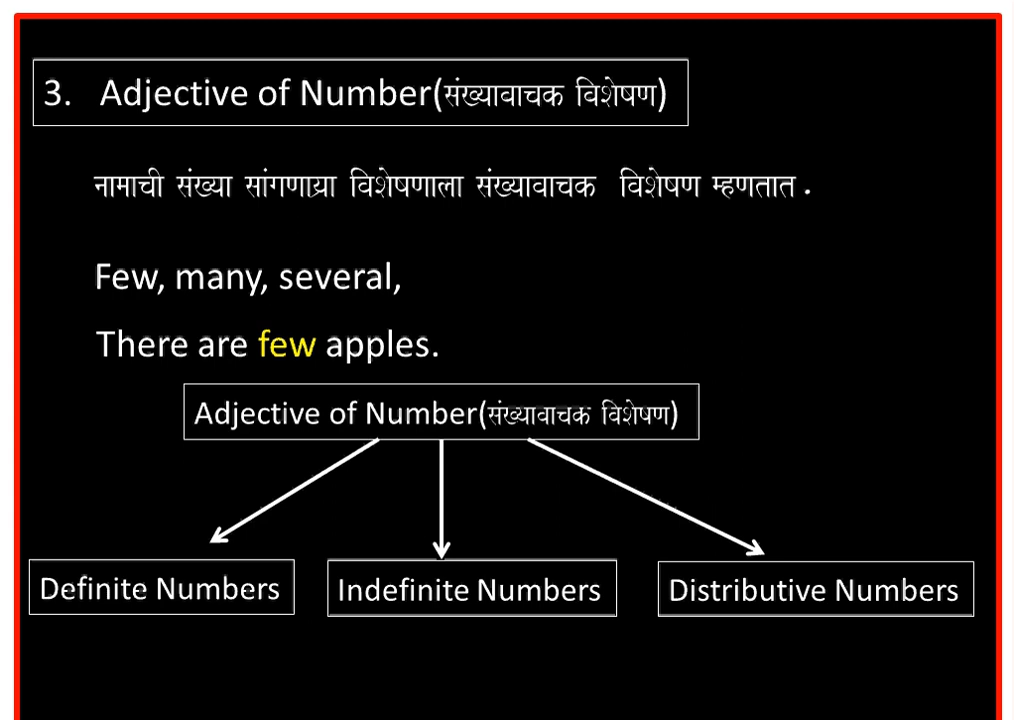 3. Adjective of Number(संख्यावाचक विशेषण)
नामाची संख्या सांगणाय्रा विशेषणाला संख्यावाचक विशेषण म्हणतात .
Few, many, several,
There are few apples.
Adjective of Number(संख्यावाचक विशेषण)
Definite Numbers
Indefinite Numbers
Distributive Numbers